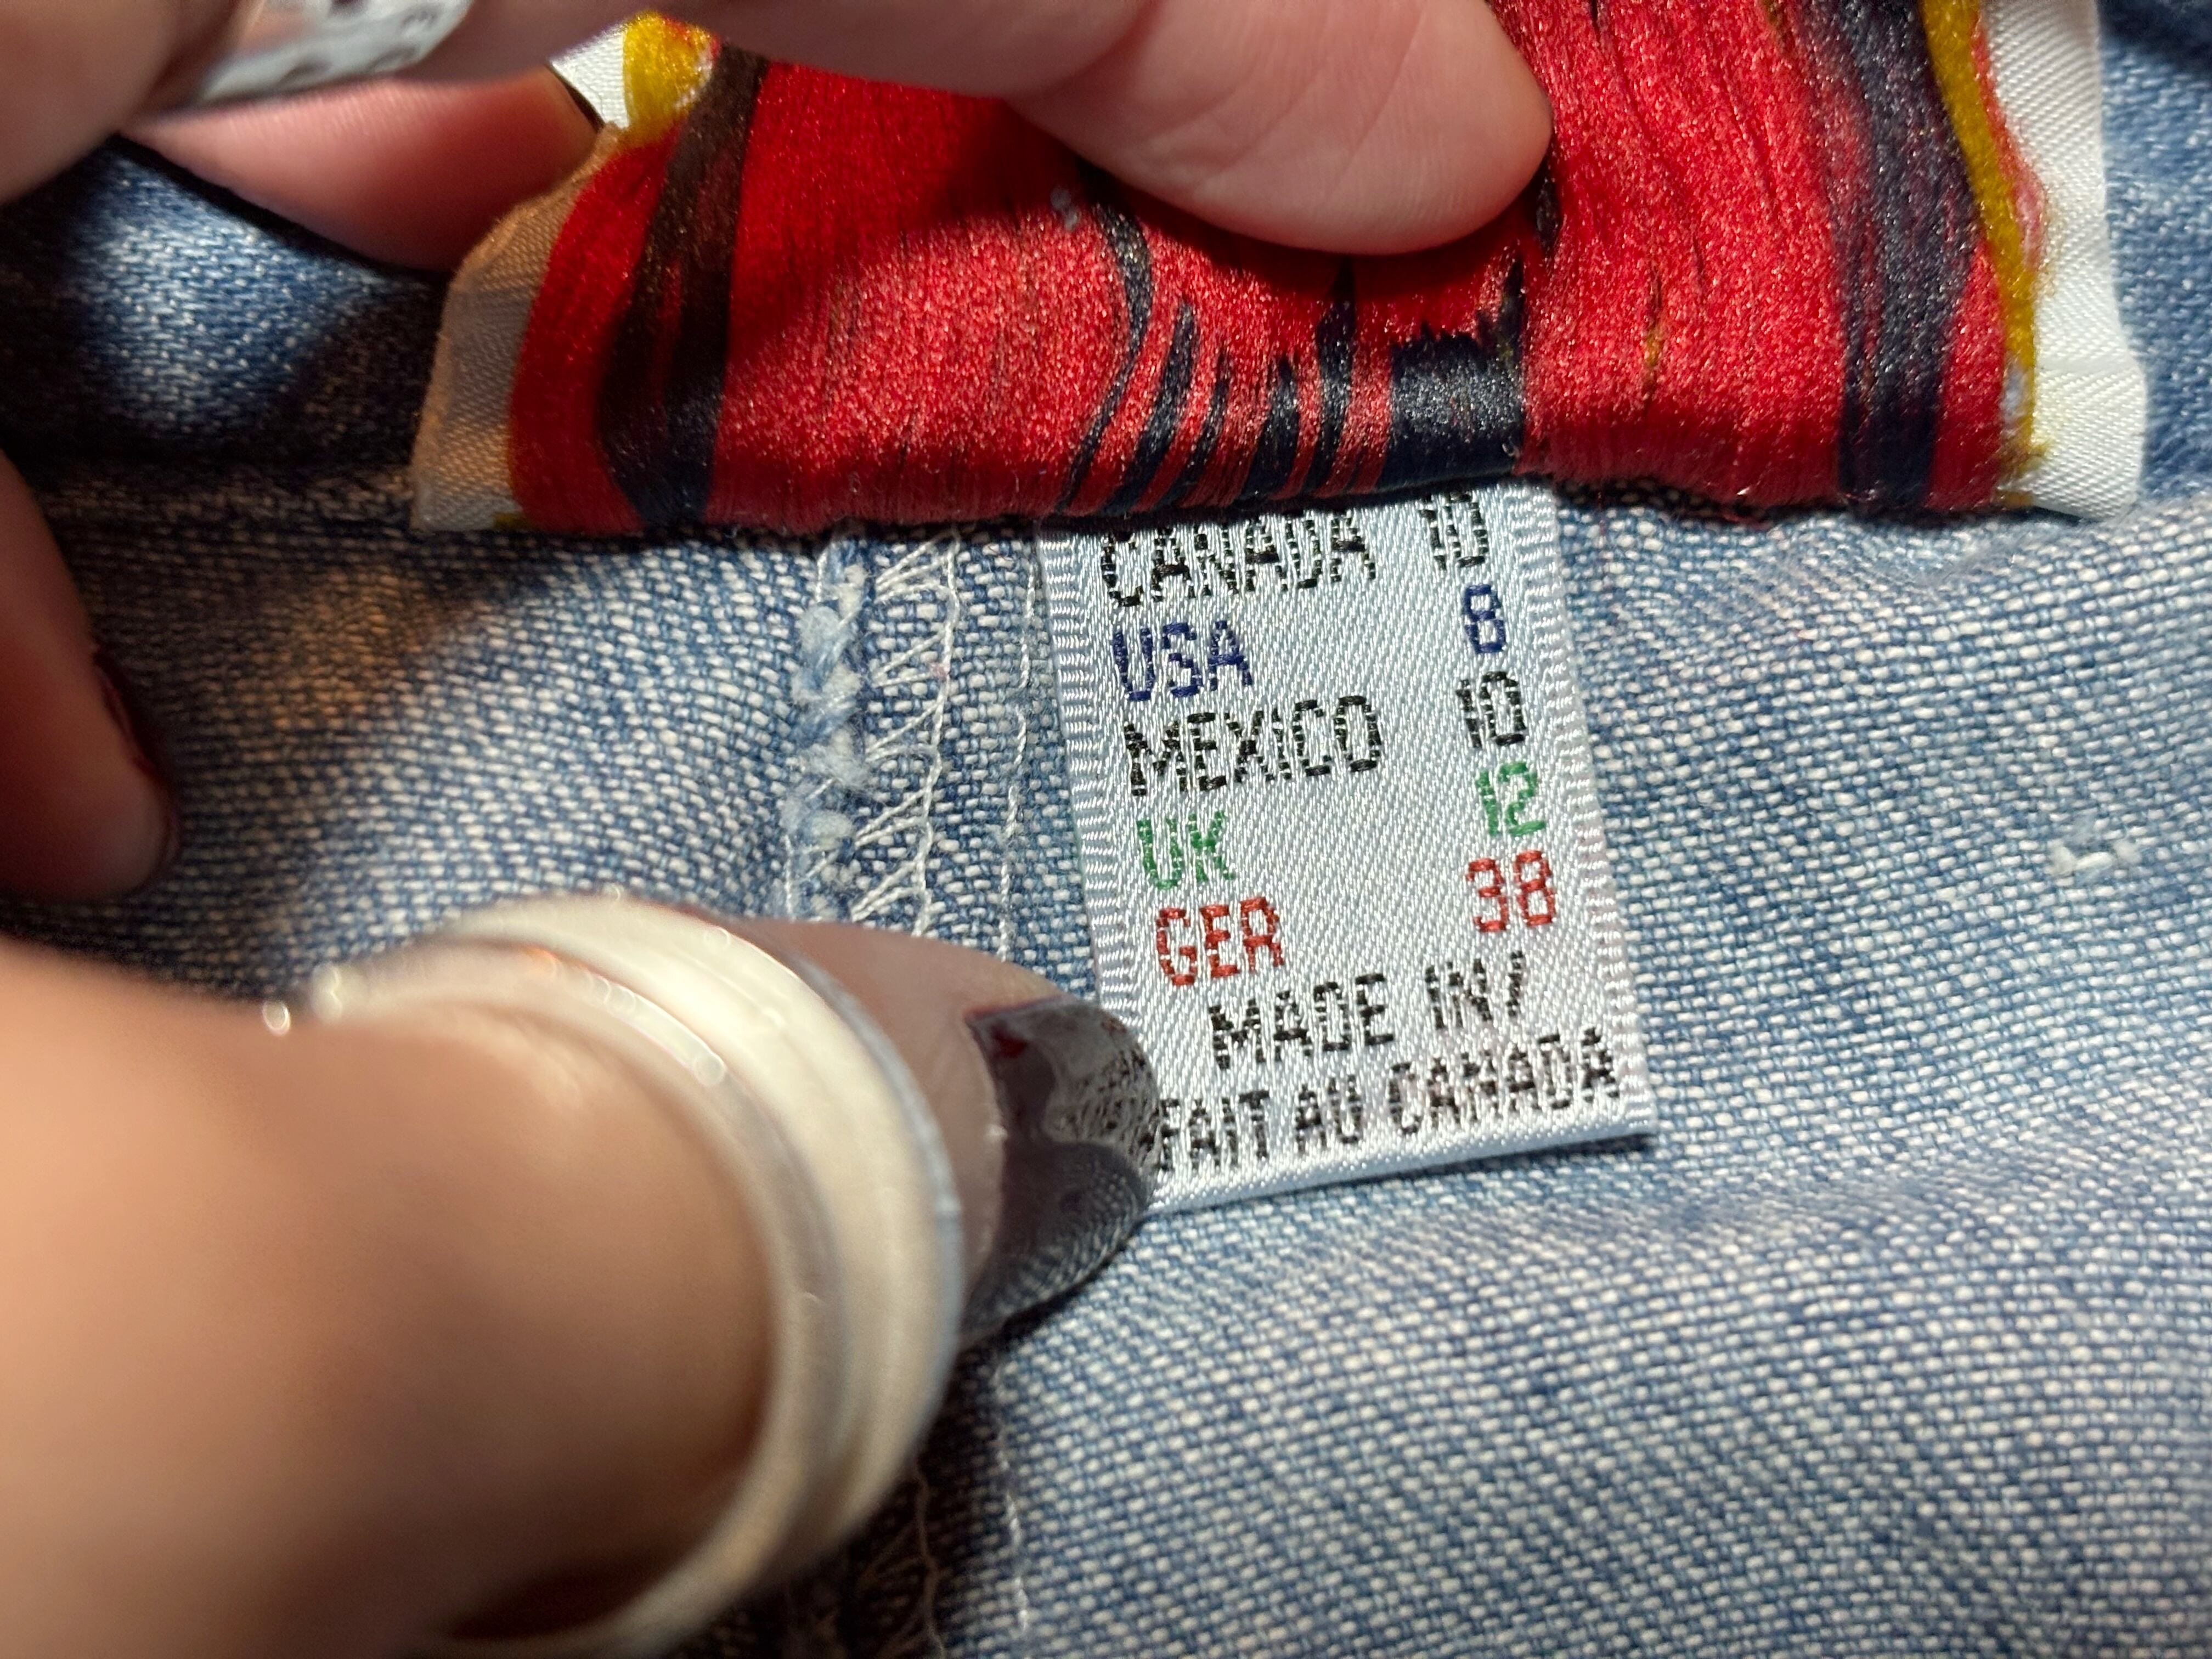 CANADA 10
USA 8
MEXICO 10
UK 12
GER 38
MADE IN/
FAIT AU CANADA